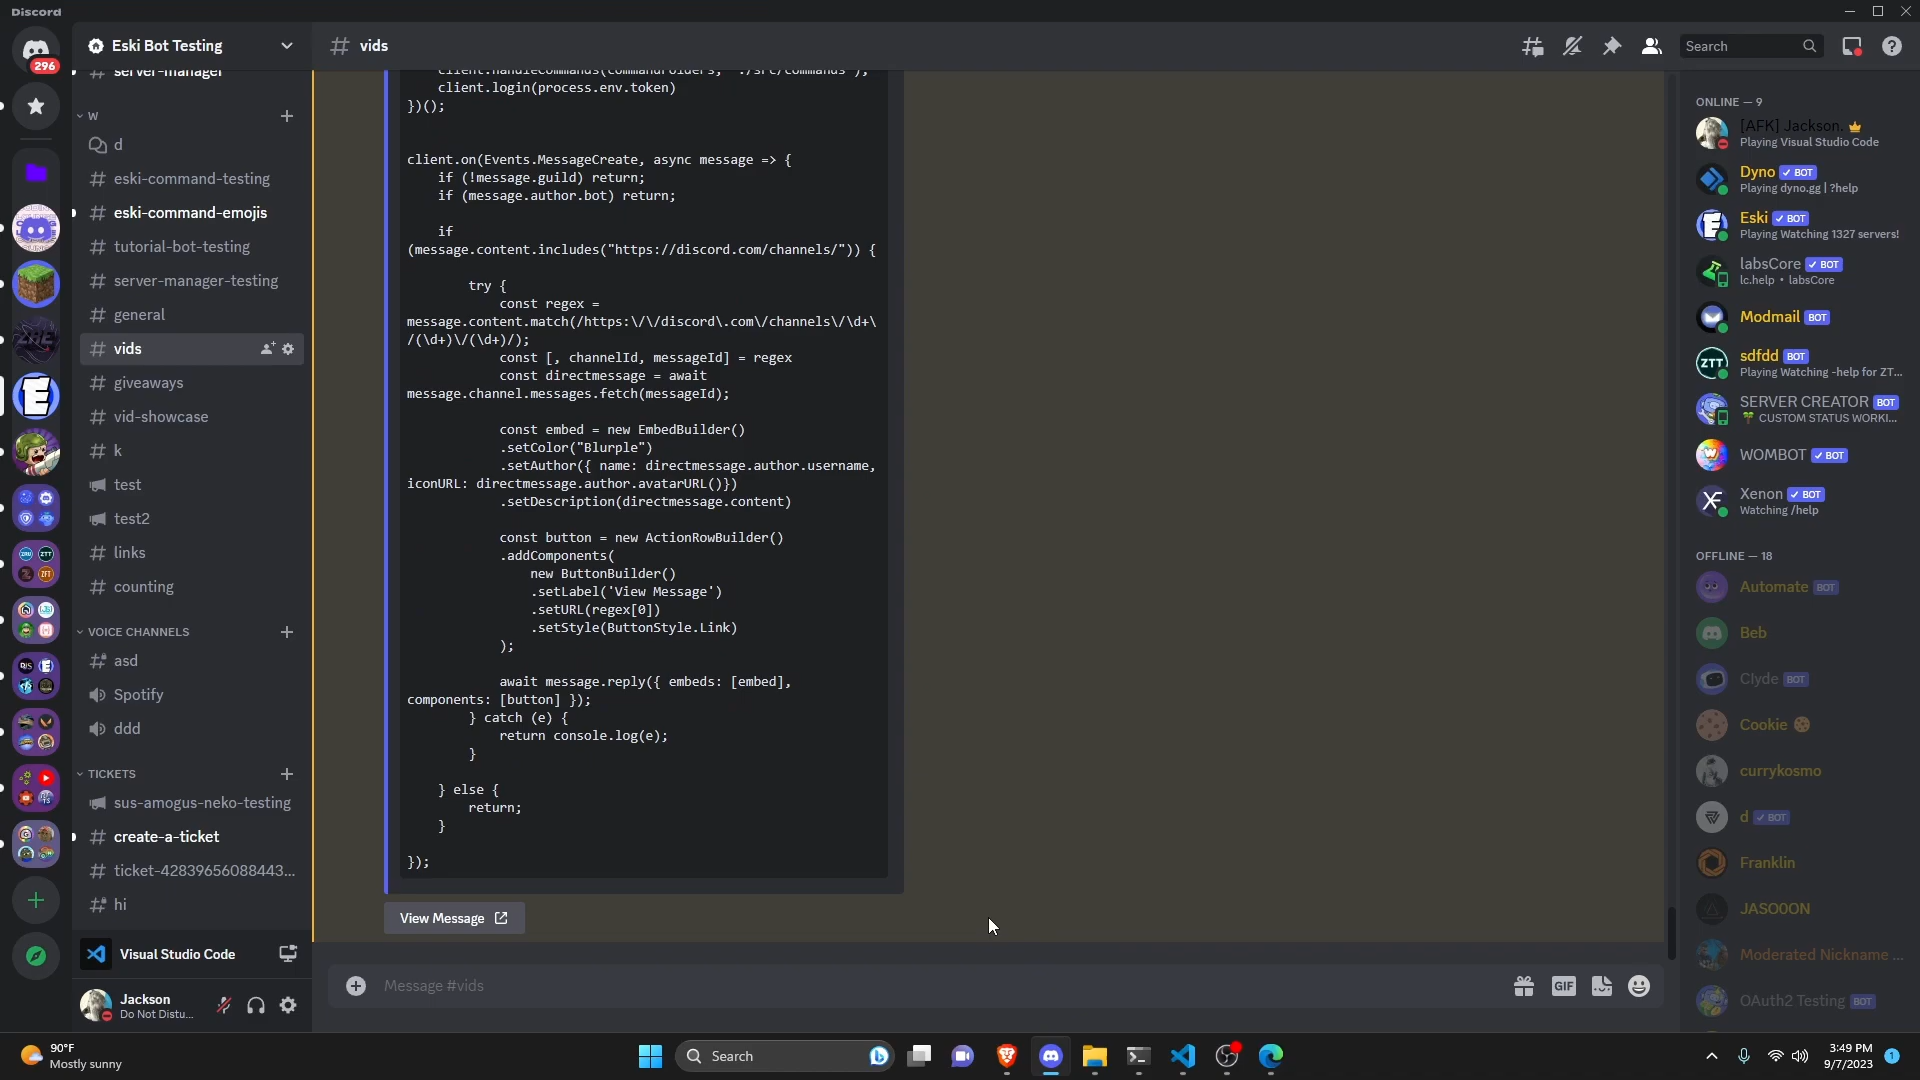 Discord
296
Eski Bot Testing
server-manager
W
d
eski-command-testing
eski-command-emojis
tutorial-bot-testing
server-manager-testing
general
vids
giveaways
vid-showcase
k
test
test2
links
counting
VOICE CHANNELS
asd
Spotify
ddd
TICKETS
sus-amogus-neko-testing
create-a-ticket
ticket-42839656088443...
hi
Visual Studio Code
Jackson
Do Not Distu...
vids
Search
client.handleCommands(commandFolders, "./src/commands");
client.login(process.env.token)
})();
client.on(Events.MessageCreate, async message => {
if (!message.guild) return;
if (message.author.bot) return;
if
(message.content.includes("https://discord.com/channels/")) {
try {
const regex =
message.content.match(/https:\/\/discord\.com\/channels\/\d+\
/(\d+)\/(\d+)/);
const [, channelId, messageId] = regex
const directmessage = await
message.channel.messages.fetch(messageId);
const embed = new EmbedBuilder()
.setColor("Blurple")
.setAuthor({ name: directmessage.author.username,
iconURL: directmessage.author.avatarURL()})
.setDescription(directmessage.content)
const button = new ActionRowBuilder()
.addComponents(
new ButtonBuilder()
.setLabel('View Message')
.setURL(regex[0])
.setStyle(ButtonStyle.Link)
);
await message.reply({ embeds: [embed],
components: [button] });
} catch (e) {
return console.log(e);
}
} else {
return;
}
});
View Message
Message #vids
GIF
ONLINE — 9
[AFK] Jackson.
Playing Visual Studio Code
Dyno BOT
Playing dyno.gg | ?help
Eski BOT
Playing Watching 1327 servers!
labsCore BOT
lc.help • labsCore
Modmail BOT
sdfdd BOT
Playing Watching -help for ZT...
SERVER CREATOR BOT
CUSTOM STATUS WORKI...
WOMBOT BOT
Xenon BOT
Watching /help
OFFLINE — 18
Automate BOT
Beb
Clyde BOT
Cookie
currykosmo
d BOT
Franklin
JASO0ON
Moderated Nickname ...
OAuth2 Testing BOT
90°F
Mostly sunny
Search
3:49 PM
9/7/2023
1